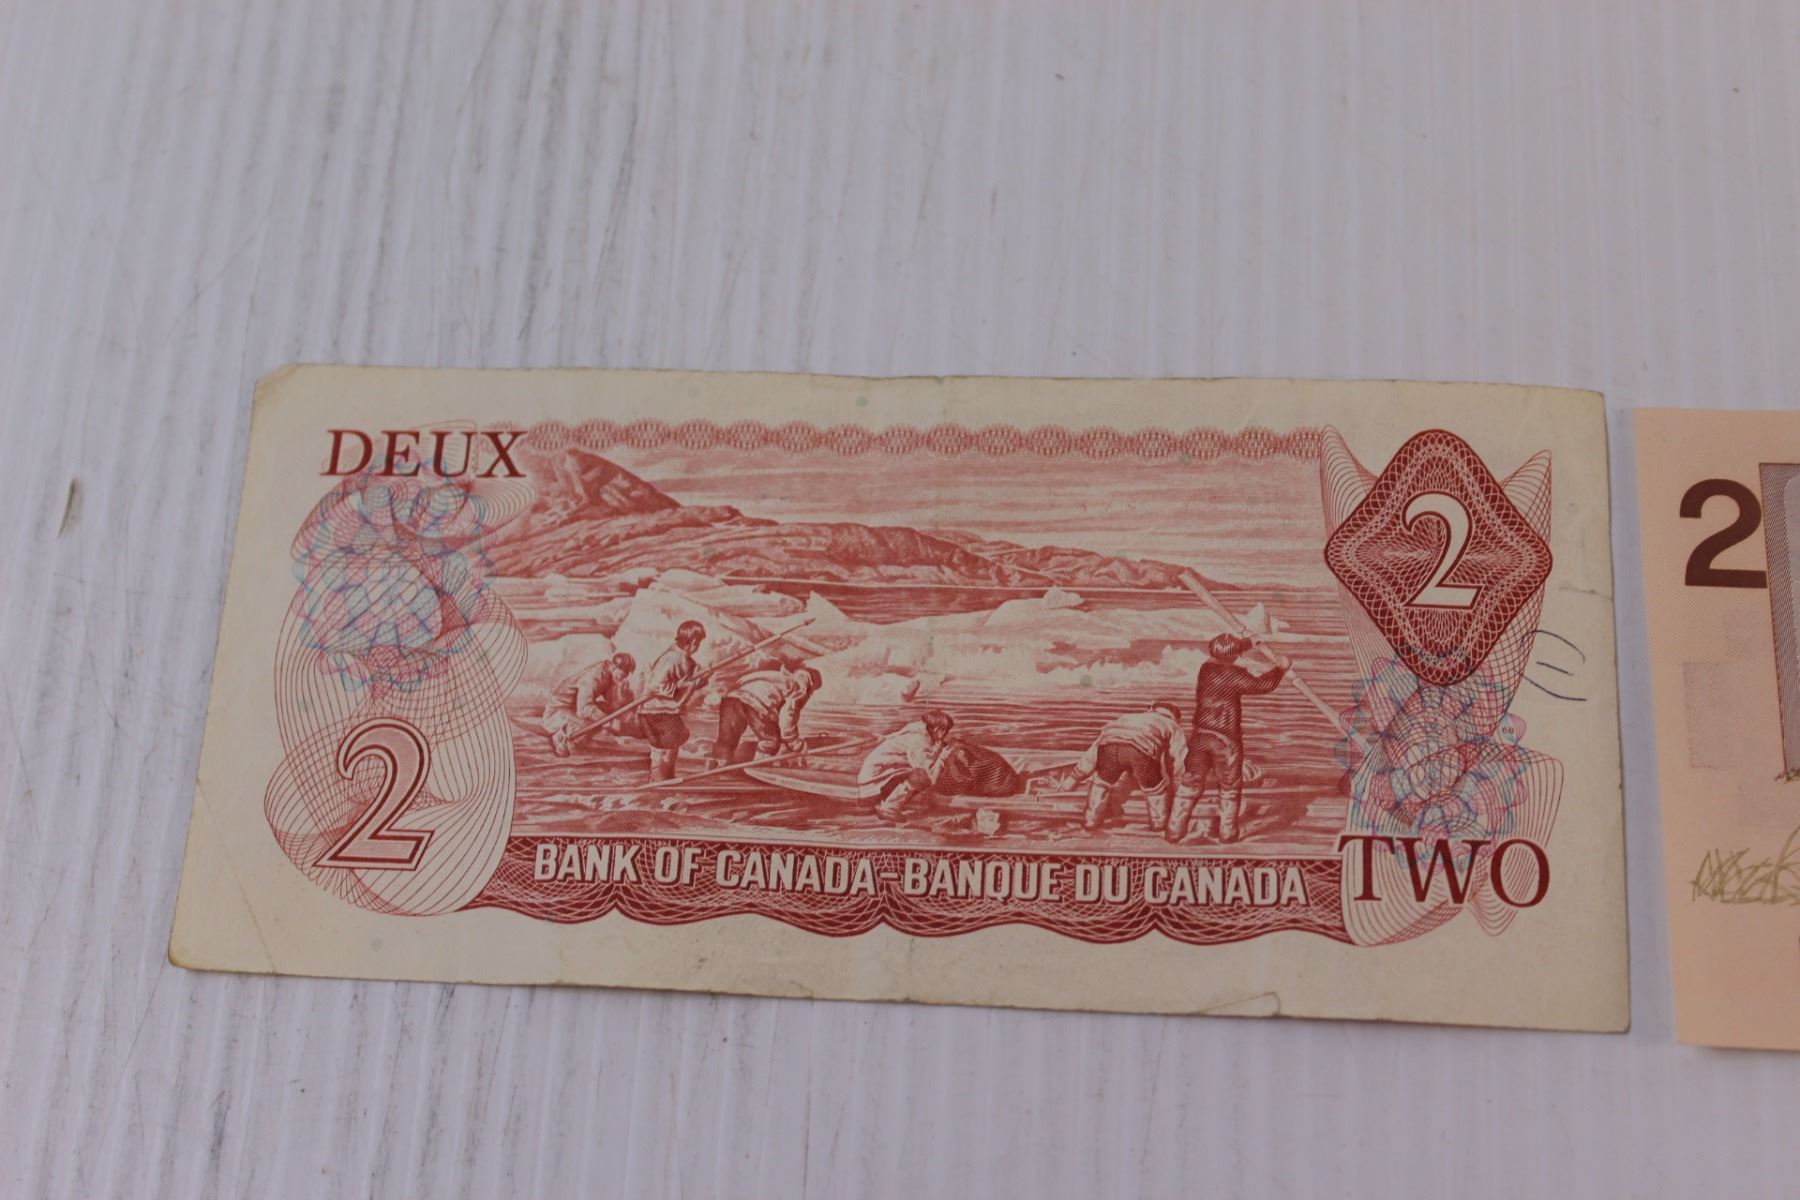 DEUX
2
2
2
BANK OF CANADA-BANQUE DU CANADA
TWO